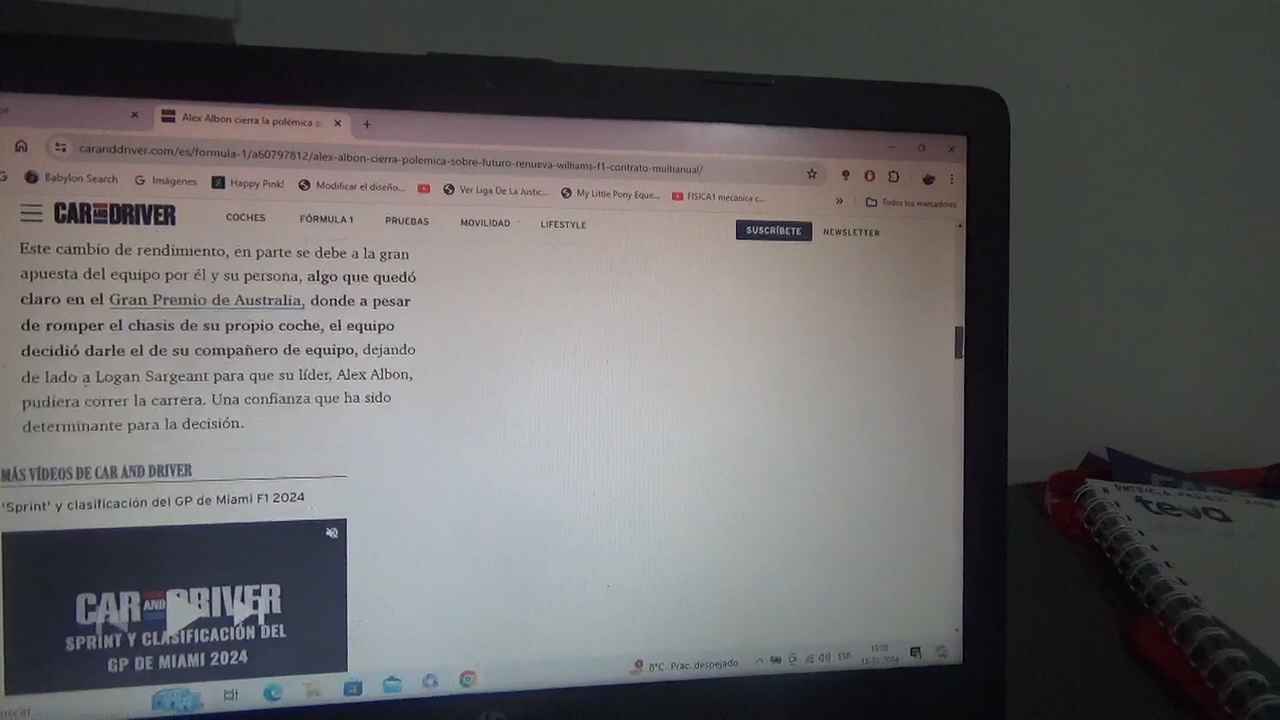 Alex Albon cierra la polémica s
caranddriver.com/es/formula-1/a60797812/alex-albon-cierra-polemica-sobre-futuro-renueva-williams-f1-contrato-multianual/
Babylon Search Imágenes Happy Pink! Modificar el diseño... Ver Liga De La Justic... My Little Pony Eque... FISICA1 mecanica c... » Todos los marcadores
CAR AND DRIVER COCHES FÓRMULA 1 PRUEBAS MOVILIDAD LIFESTYLE SUSCRÍBETE NEWSLETTER
Este cambio de rendimiento, en parte se debe a la gran
apuesta del equipo por él y su persona, algo que quedó
claro en el Gran Premio de Australia, donde a pesar
de romper el chasis de su propio coche, el equipo
decidió darle el de su compañero de equipo, dejando
de lado a Logan Sargeant para que su líder, Alex Albon,
pudiera correr la carrera. Una confianza que ha sido
determinante para la decisión.
MÁS VÍDEOS DE CAR AND DRIVER
'Sprint' y clasificación del GP de Miami F1 2024
CAR AND DRIVER
SPRINT Y CLASIFICACIÓN DEL
GP DE MIAMI 2024
8°C Prac. despejado ESP
teva